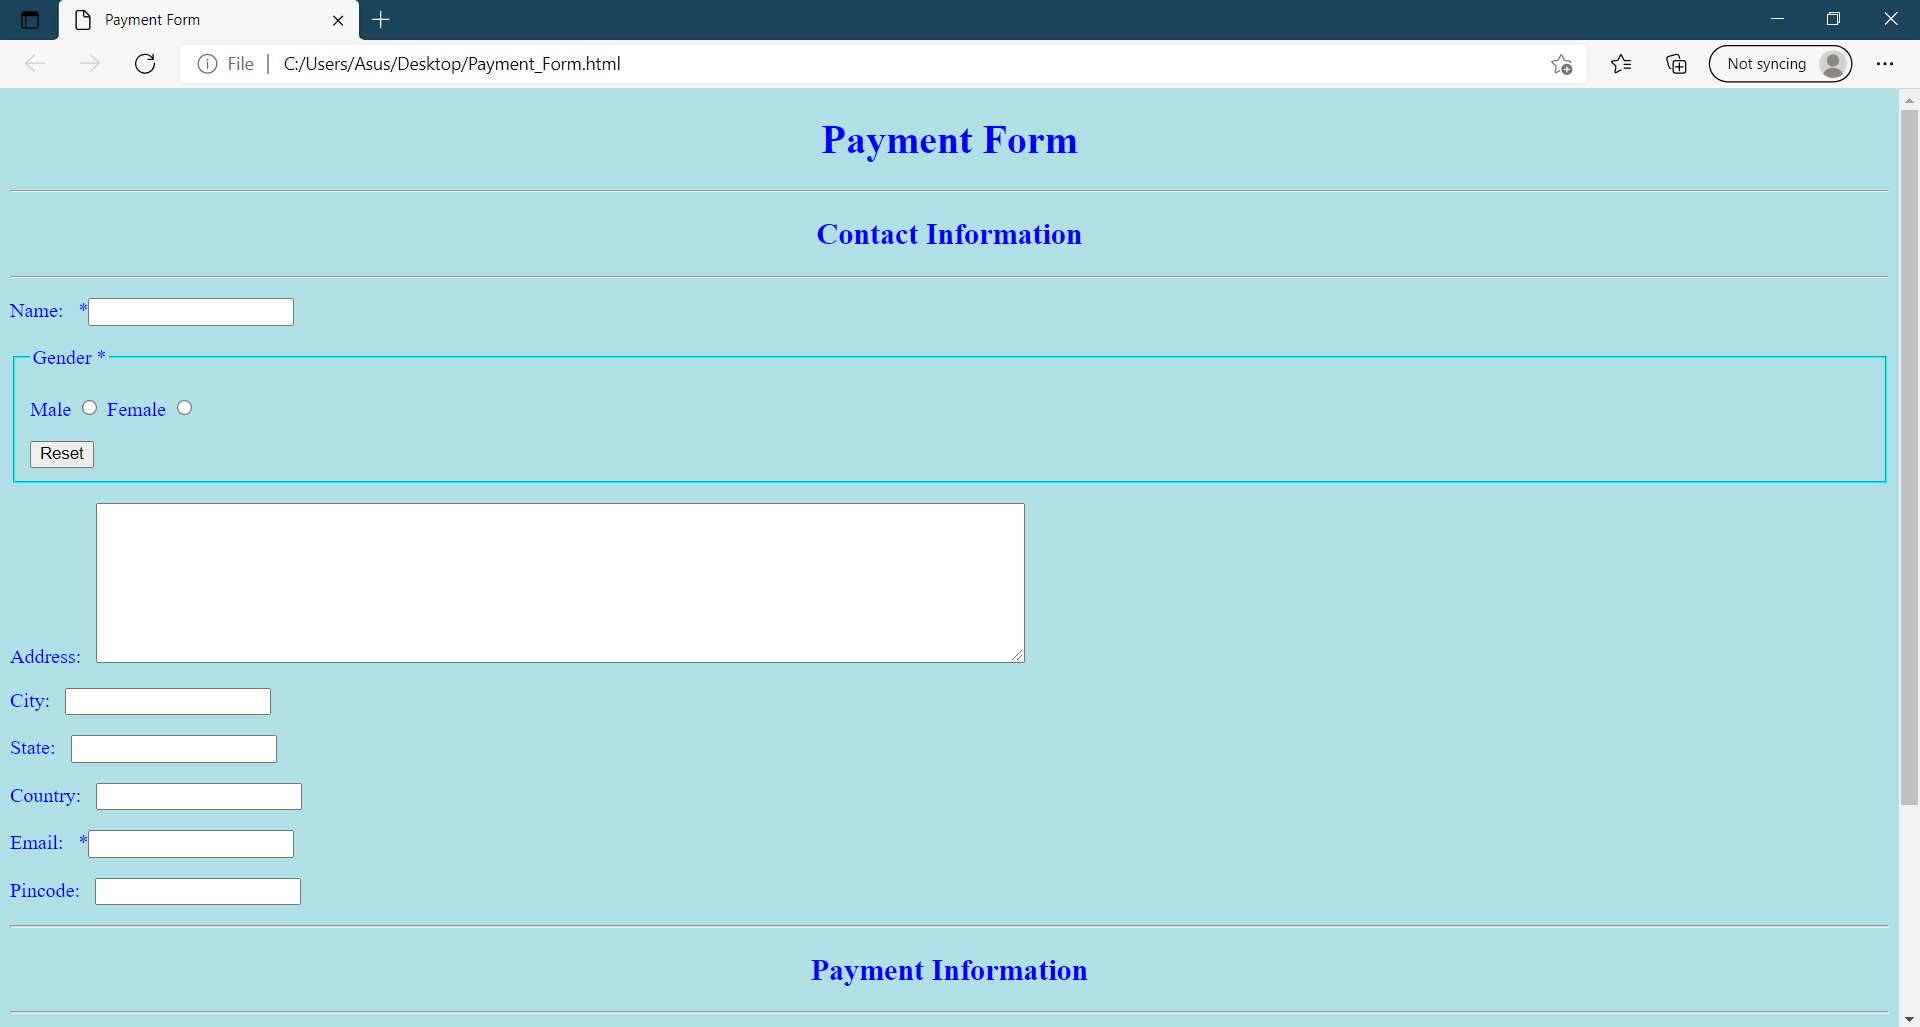 Payment Form
File | C:/Users/Asus/Desktop/Payment_Form.html
Not syncing
Payment Form
Contact Information
Name: *
Gender *
Male Female
Reset
Address:
City:
State:
Country:
Email: *
Pincode:
Payment Information